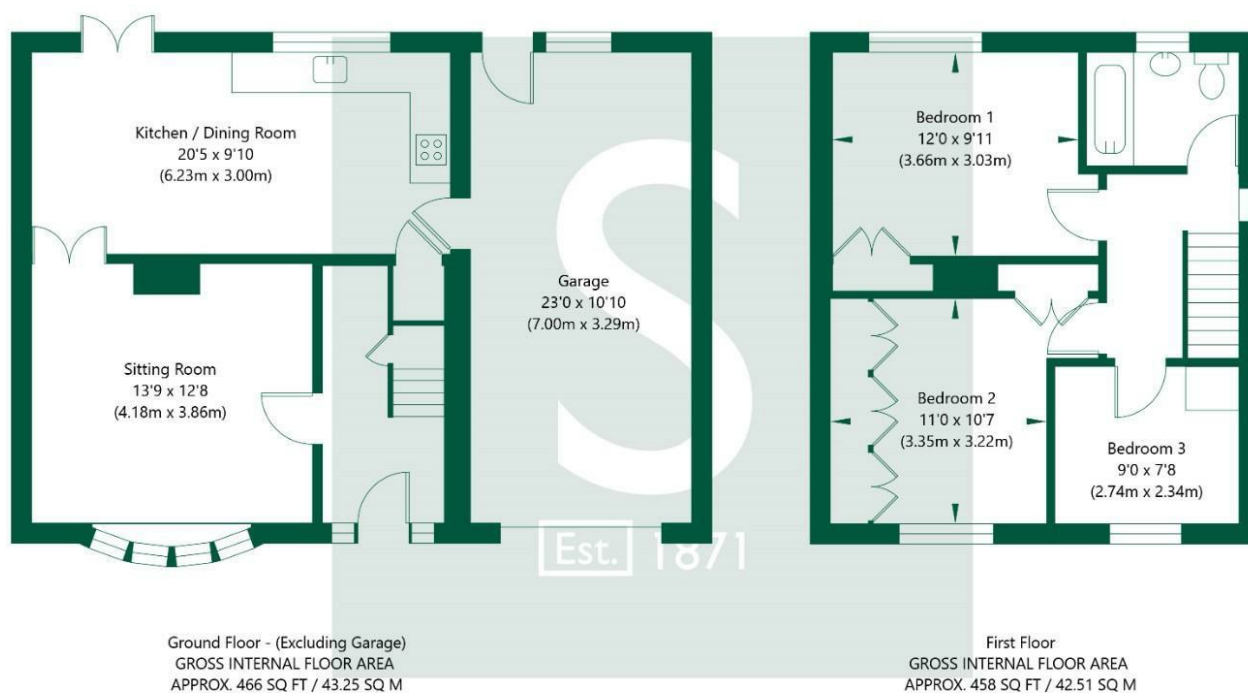 Kitchen / Dining Room
20'5 x 9'10
(6.23m x 3.00m)
Sitting Room
13'9 x 12'8
(4.18m x 3.86m)
Garage
23'0 x 10'10
(7.00m x 3.29m)
S
Est. 1871
Bedroom 1
12'0 x 9'11
(3.66m x 3.03m)
Bedroom 2
11'0 x 10'7
(3.35m x 3.22m)
Bedroom 3
9'0 x 7'8
(2.74m x 2.34m)
Ground Floor - (Excluding Garage)
GROSS INTERNAL FLOOR AREA
APPROX. 466 SQ FT / 43.25 SQ M
First Floor
GROSS INTERNAL FLOOR AREA
APPROX. 458 SQ FT / 42.51 SQ M